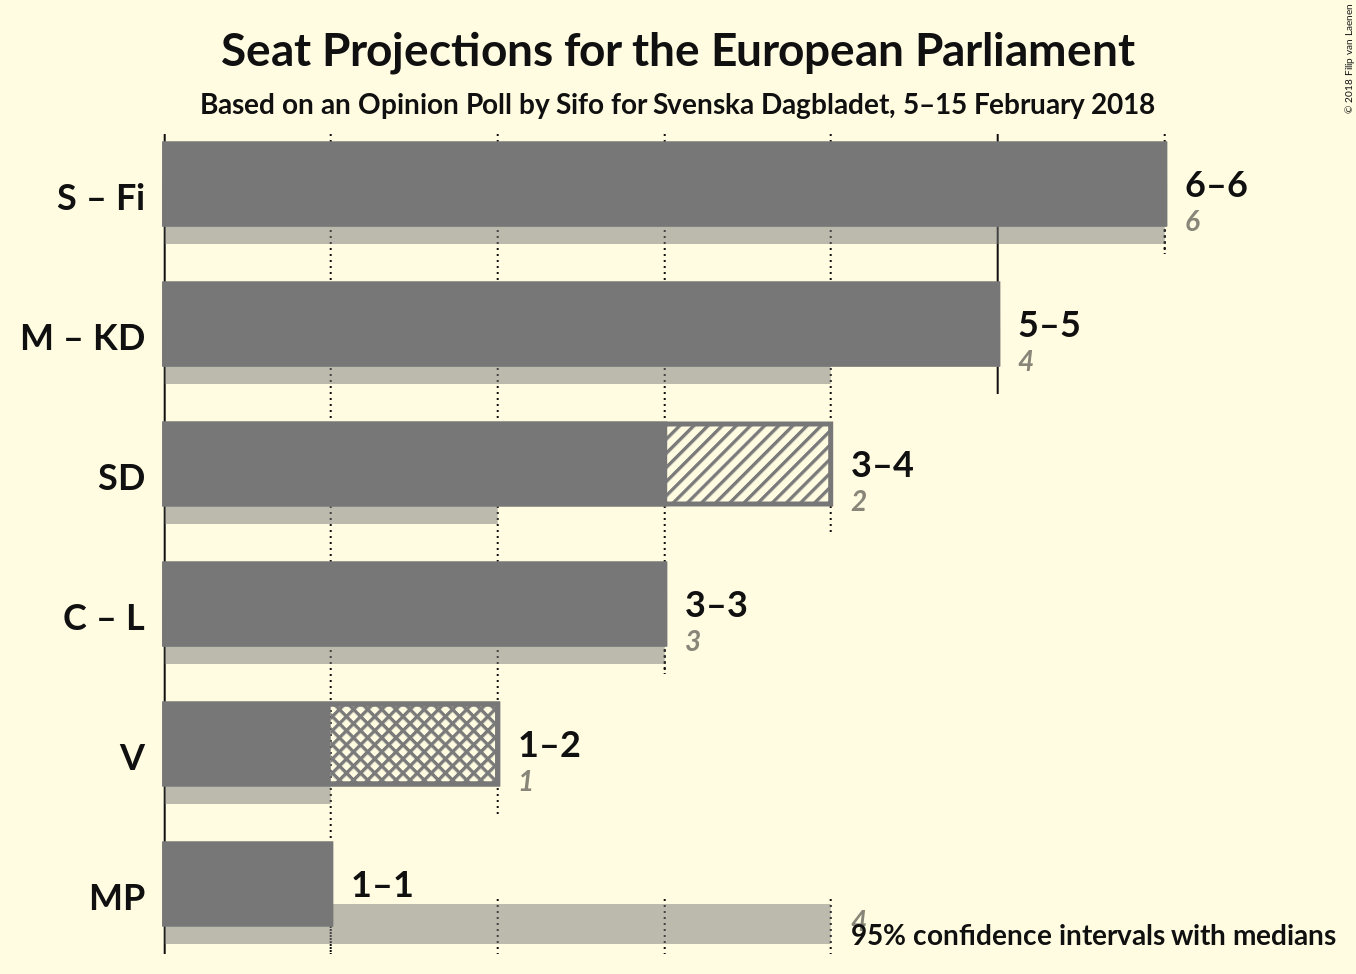 Seat Projections for the European Parliament
Based on an Opinion Poll by Sifo for Svenska Dagbladet, 5–15 February 2018
© 2018 Filip van Laenen
S – Fi
6–6
6
M – KD
5–5
4
SD
3–4
2
C – L
3–3
3
V
1–2
1
MP
1–1
4
95% confidence intervals with medians